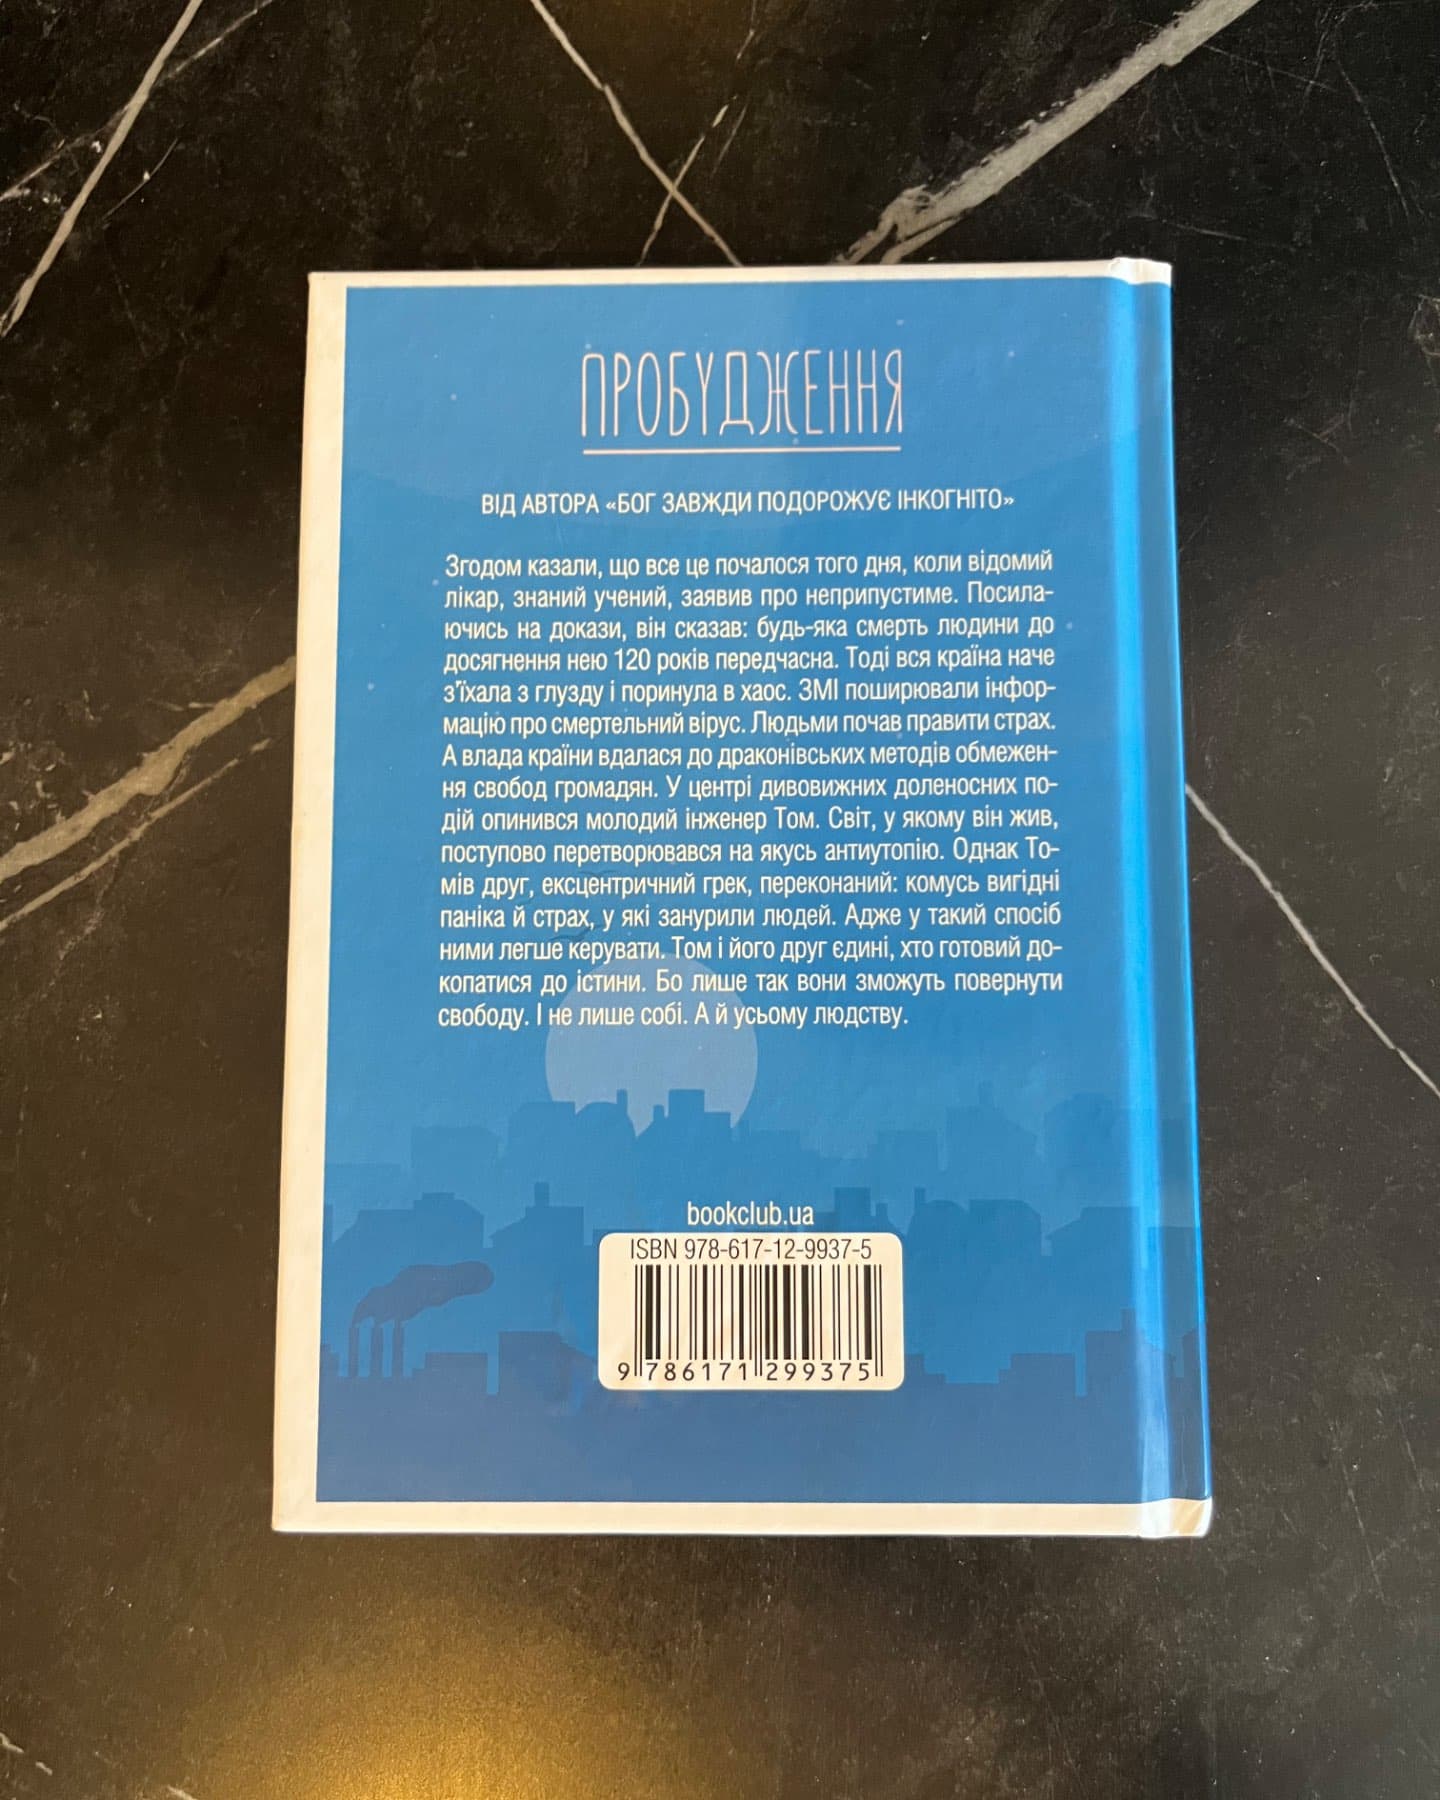 ПРОБУДЖЕННЯ
ВІД АВТОРА «БОГ ЗАВЖДИ ПОДОРОЖУЄ ІНКОГНІТО»
Згодом казали, що все це почалося того дня, коли відомий
лікар, знаний учений, заявив про неприпустиме. Посила-
ючись на докази, він сказав: будь-яка смерть людини до
досягнення нею 120 років передчасна. Тоді вся країна наче
з’їхала з глузду і поринула в хаос. ЗМІ поширювали інфор-
мацію про смертельний вірус. Людьми почав правити страх.
А влада країни вдалася до драконівських методів обмежен-
ня свобод громадян. У центрі дивовижних доленосних по-
дій опинився молодий інженер Том. Світ, у якому він жив,
поступово перетворювався на якусь антиутопію. Однак То-
мів друг, ексцентричний грек, переконаний: комусь вигідні
паніка й страх, у які занурили людей. Адже у такий спосіб
ними легше керувати. Том і його друг єдині, хто готовий до-
копатися до істини. Бо лише так вони зможуть повернути
свободу. І не лише собі. А й усьому людству.
bookclub.ua
ISBN 978-617-12-9937-5
9 786171 299375